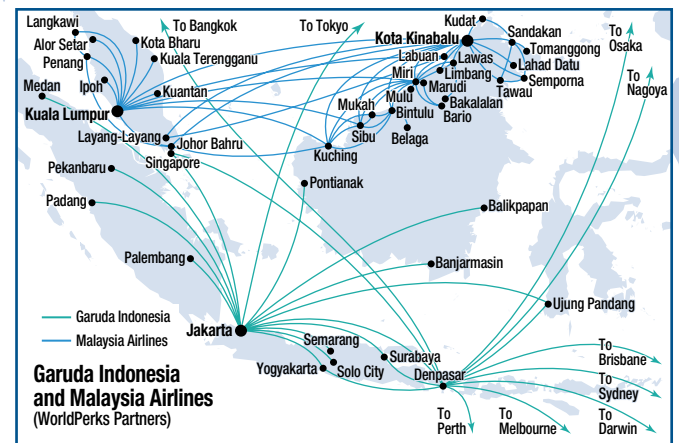 Langkawi
To Bangkok
To Tokyo
Kudat
To
Osaka
Alor Setar
Kota Bharu
Kota Kinabalu
Sandakan
Penang
Kuala Terengganu
Labuan
Lawas
Tomanggong
Lahad Datu
To
Nagoya
Medan
Ipoh
Kuantan
Miri
Limbang
Marudi
Semporna
Tawau
Kuala Lumpur
Mukah
Mulu
Bintulu
Bakalalan
Bario
Layang-Layang
Johor Bahru
Sibu
Belaga
Singapore
Kuching
Pekanbaru
Pontianak
Padang
Balikpapan
Palembang
Banjarmasin
Ujung Pandang
Garuda Indonesia
Malaysia Airlines
Jakarta
Semarang
Surabaya
To
Brisbane
Yogyakarta
Solo City
Denpasar
To
Sydney
Garuda Indonesia
and Malaysia Airlines
(WorldPerks Partners)
To
Perth
To
Melbourne
To
Darwin